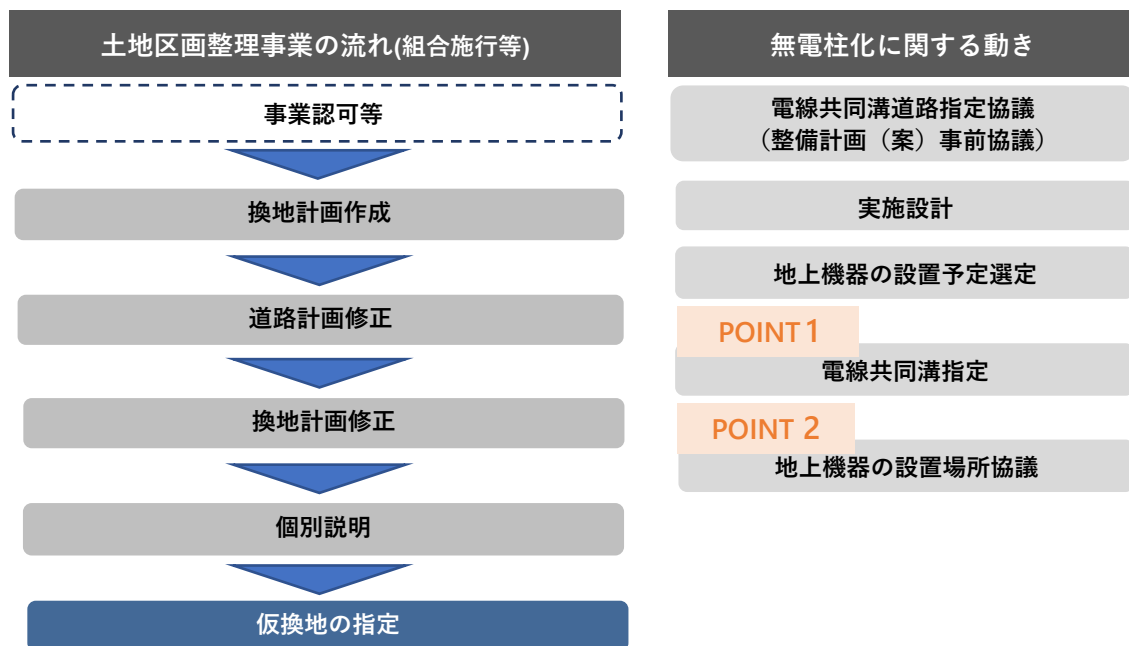 土地区画整理事業の流れ(組合施行等)
事業認可等
換地計画作成
道路計画修正
換地計画修正
個別説明
仮換地の指定
無電柱化に関する動き
電線共同溝道路指定協議
（整備計画（案）事前協議）
実施設計
地上機器の設置予定選定
POINT 1
電線共同溝指定
POINT 2
地上機器の設置場所協議